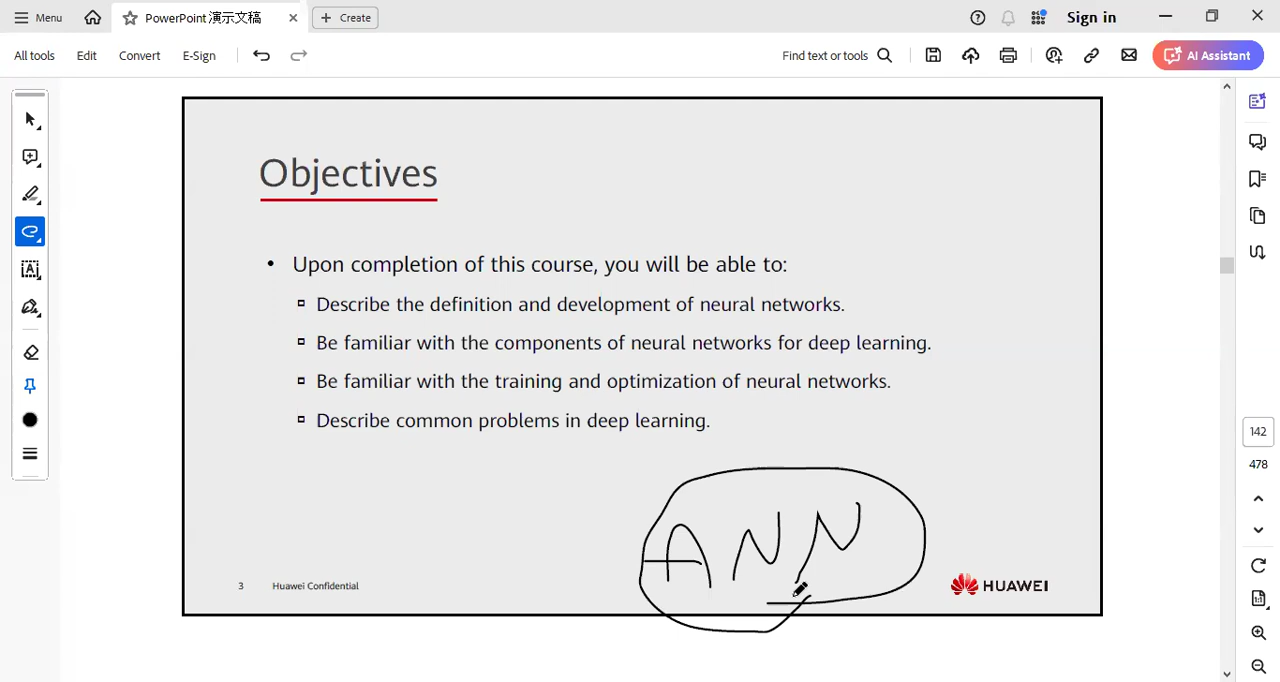 Menu
PowerPoint 演示文稿
Create
Sign in
All tools
Edit
Convert
E-Sign
Find text or tools
AI Assistant
Objectives
• Upon completion of this course, you will be able to:
Describe the definition and development of neural networks.
Be familiar with the components of neural networks for deep learning.
Be familiar with the training and optimization of neural networks.
Describe common problems in deep learning.
ANN
3 Huawei Confidential
HUAWEI
142
478